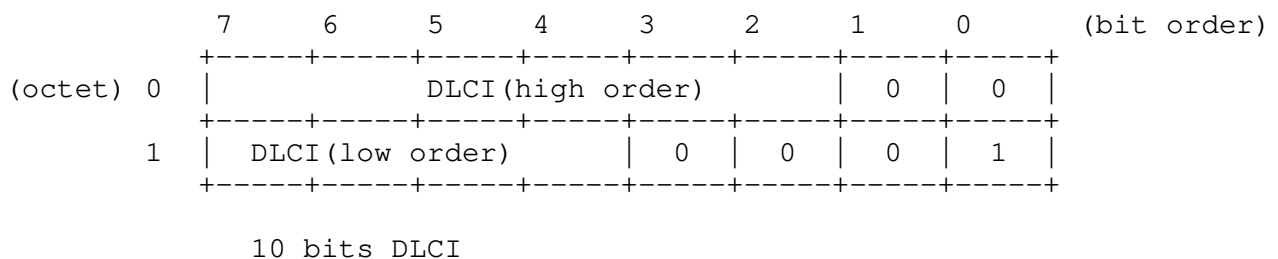 7 6 5 4 3 2 1 0 (bit order)
+-----+-----+-----+-----+-----+-----+-----+-----+
(octet) 0 | DLCI(high order) | 0 | 0 |
+-----+-----+-----+-----+-----+-----+-----+-----+
1 | DLCI(low order) | 0 | 0 | 0 | 1 |
+-----+-----+-----+-----+-----+-----+-----+-----+
10 bits DLCI